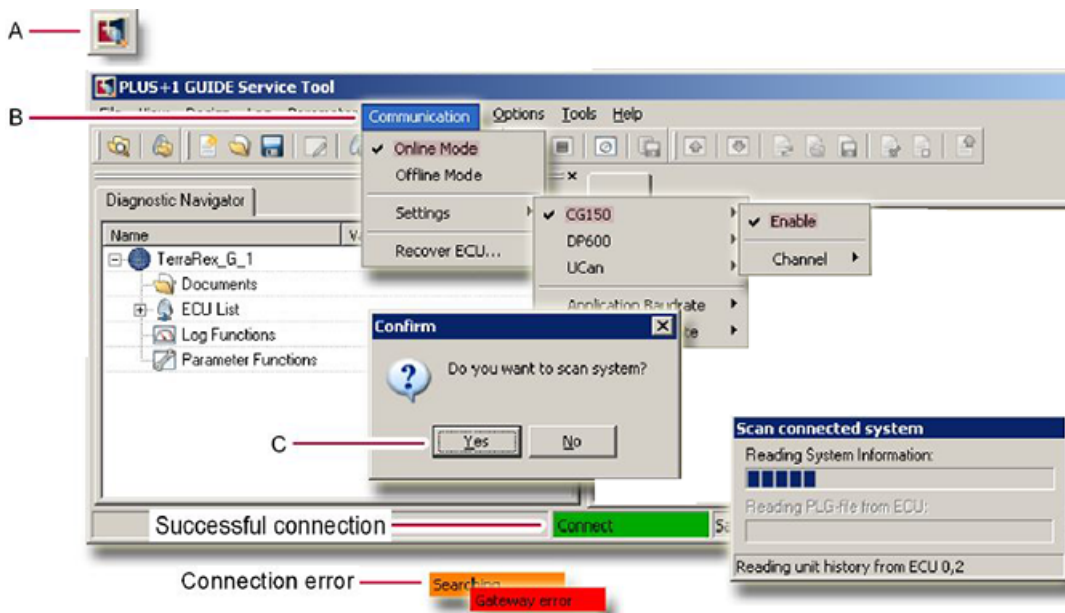 A
PLUS+1 GUIDE Service Tool
B
Communication Options Tools Help
Online Mode
Offline Mode
Diagnostic Navigator
Settings
CG150
Enable
Name
Recover ECU...
DP600
Channel
TerraRex_G_1
UCan
Documents
ECU List
Application Baudrate
Log Functions
Confirm
Parameter Functions
Do you want to scan system?
C
Yes No
Scan connected system
Reading System Information:
Reading PLG-file from ECU:
Successful connection
Connect
Reading unit history from ECU 0,2
Connection error
Searching
Gateway error